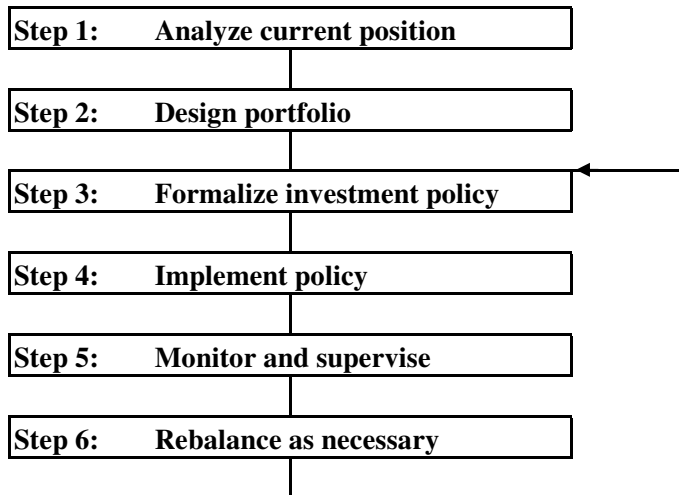 Step 1: Analyze current position
Step 2: Design portfolio
Step 3: Formalize investment policy
Step 4: Implement policy
Step 5: Monitor and supervise
Step 6: Rebalance as necessary